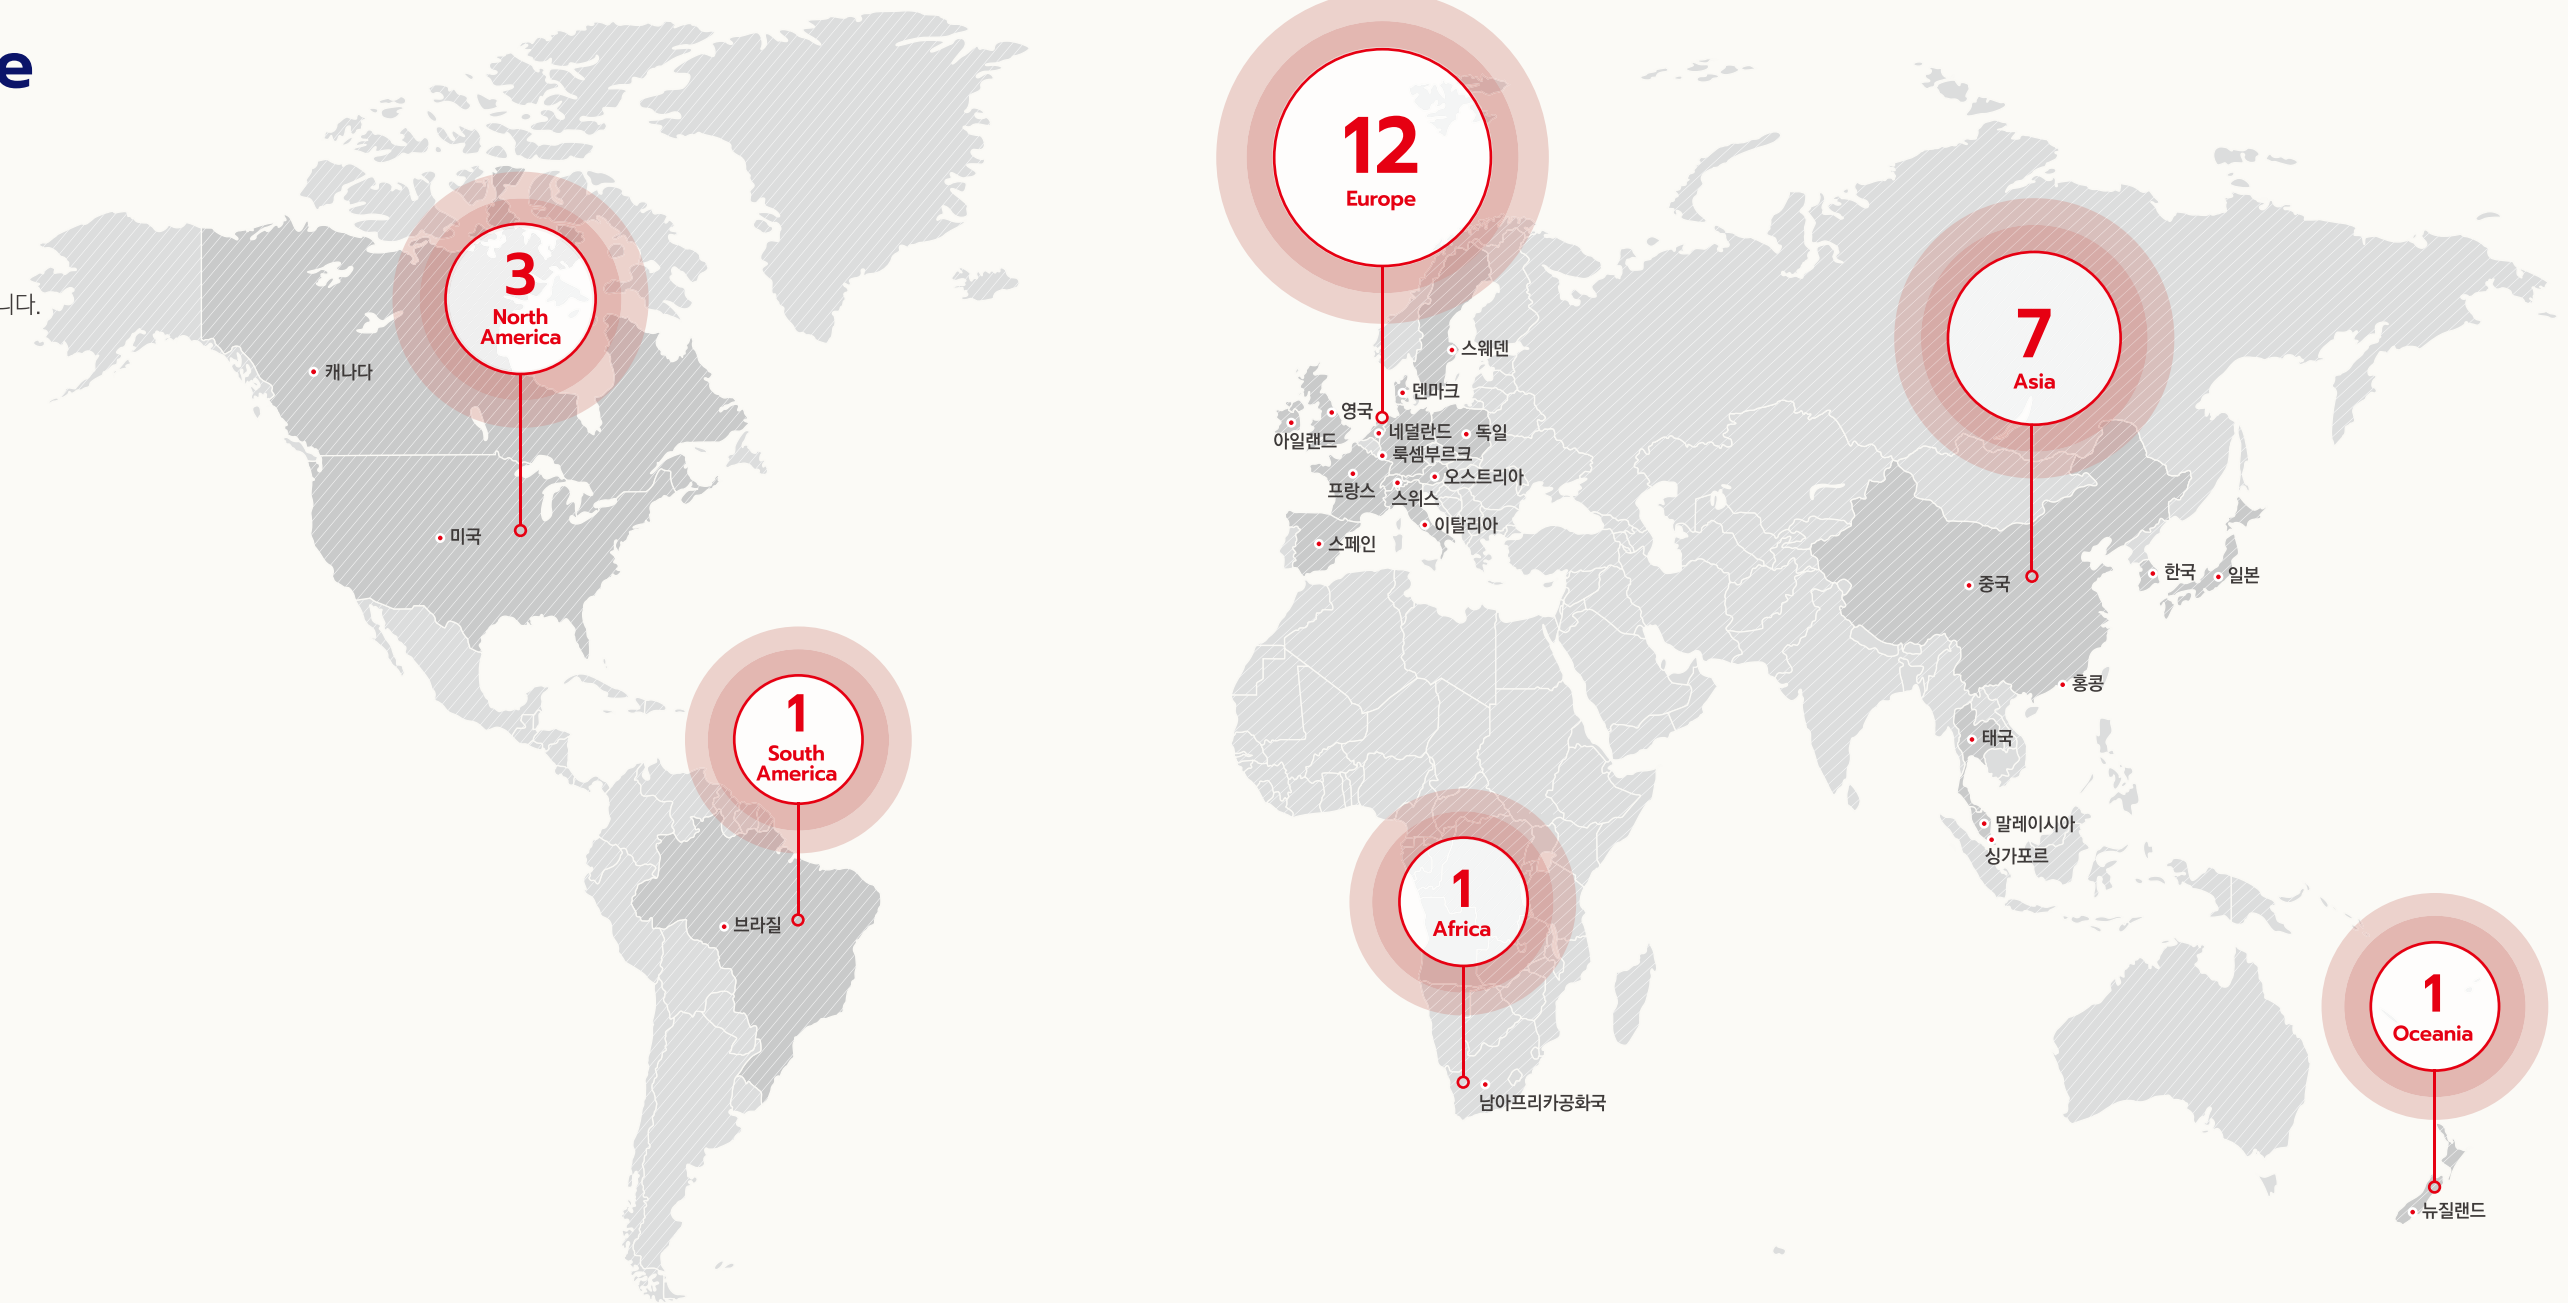 e
니다.
3
North
America
캐나다
미국
1
South
America
브라질
12
Europe
스웨덴
덴마크
영국
아일랜드
네덜란드
독일
룩셈부르크
프랑스
오스트리아
스위스
이탈리아
스페인
1
Africa
남아프리카공화국
7
Asia
중국
한국
일본
홍콩
태국
말레이시아
싱가포르
1
Oceania
뉴질랜드